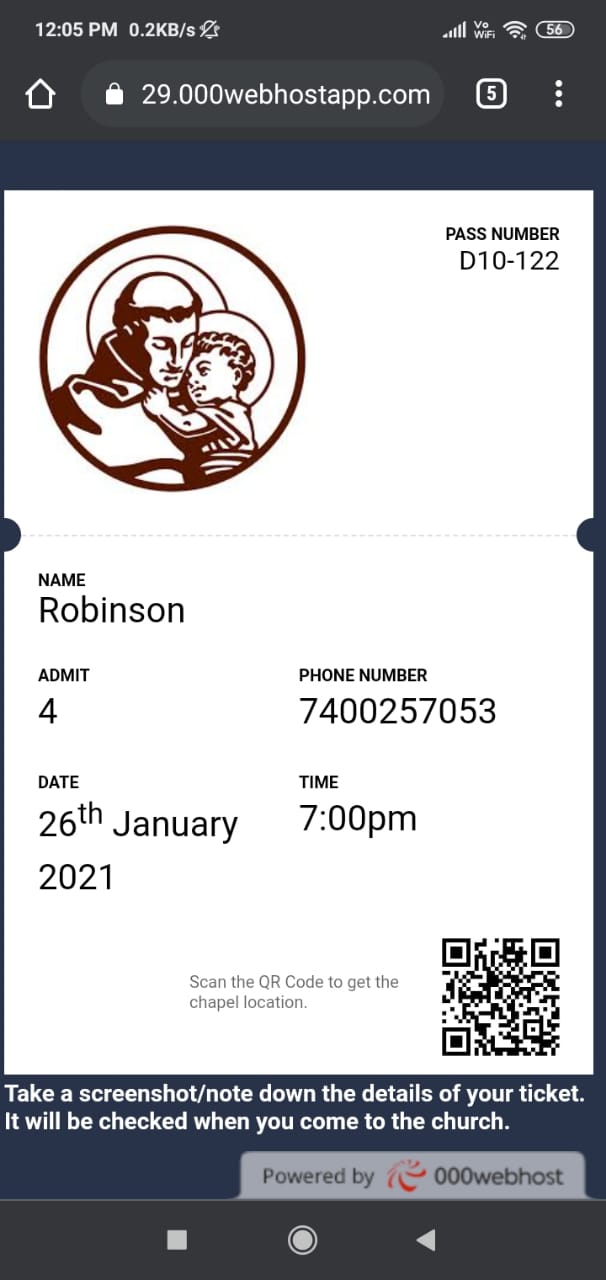 12:05 PM 0.2KB/s Vo WiFi 56
29.000webhostapp.com 5
PASS NUMBER
D10-122
NAME
Robinson
ADMIT
4
PHONE NUMBER
7400257053
DATE
26th January
2021
TIME
7:00pm
Scan the QR Code to get the
chapel location.
Take a screenshot/note down the details of your ticket.
It will be checked when you come to the church.
Powered by 000webhost